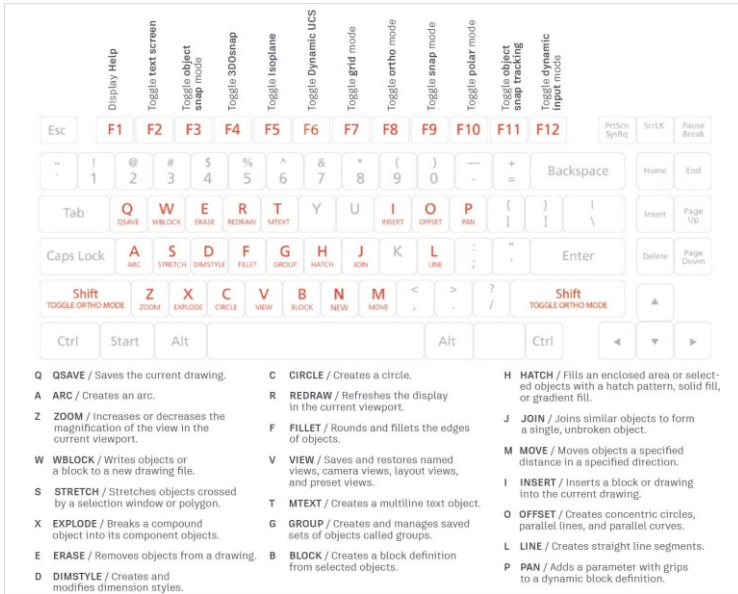 Display Help
Toggle text screen
Toggle object
snap mode
Toggle 3DOsnap
Toggle Isoplane
Toggle Dynamic UCS
Toggle grid mode
Toggle ortho mode
Toggle snap mode
Toggle polar mode
Toggle object
snap tracking
Toggle dynamic
input mode
Esc F1 F2 F3 F4 F5 F6 F7 F8 F9 F10 F11 F12 PrtScn ScrLK Pause
SysRq Break
~ ! @ # $ % ^ & * ( ) — +
` 1 2 3 4 5 6 7 8 9 0 - = Backspace Home End
Tab Q W E R T Y U I O P { } | Insert Page
QSAVE WBLOCK ERASE REDRAW MTEXT INSERT OFFSET PAN [ ] \ Up
Caps Lock A S D F G H J K L : " Enter Delete Page
ARC STRETCH DIMSTYLE FILLET GROUP HATCH JOIN LINE ; ' Down
Shift Z X C V B N M < > ? Shift
TOGGLE ORTHO MODE ZOOM EXPLODE CIRCLE VIEW BLOCK NEW MOVE , . / TOGGLE ORTHO MODE
Ctrl Start Alt Alt Ctrl
Q QSAVE / Saves the current drawing.
A ARC / Creates an arc.
Z ZOOM / Increases or decreases the
magnification of the view in the
current viewport.
W WBLOCK / Writes objects or
a block to a new drawing file.
S STRETCH / Stretches objects crossed
by a selection window or polygon.
X EXPLODE / Breaks a compound
object into its component objects.
E ERASE / Removes objects from a drawing.
D DIMSTYLE / Creates and
modifies dimension styles.
C CIRCLE / Creates a circle.
R REDRAW / Refreshes the display
in the current viewport.
F FILLET / Rounds and fillets the edges
of objects.
V VIEW / Saves and restores named
views, camera views, layout views,
and preset views.
T MTEXT / Creates a multiline text object.
G GROUP / Creates and manages saved
sets of objects called groups.
B BLOCK / Creates a block definition
from selected objects.
H HATCH / Fills an enclosed area or select-
ed objects with a hatch pattern, solid fill,
or gradient fill.
J JOIN / Joins similar objects to form
a single, unbroken object.
M MOVE / Moves objects a specified
distance in a specified direction.
I INSERT / Inserts a block or drawing
into the current drawing.
O OFFSET / Creates concentric circles,
parallel lines, and parallel curves.
L LINE / Creates straight line segments.
P PAN / Adds a parameter with grips
to a dynamic block definition.